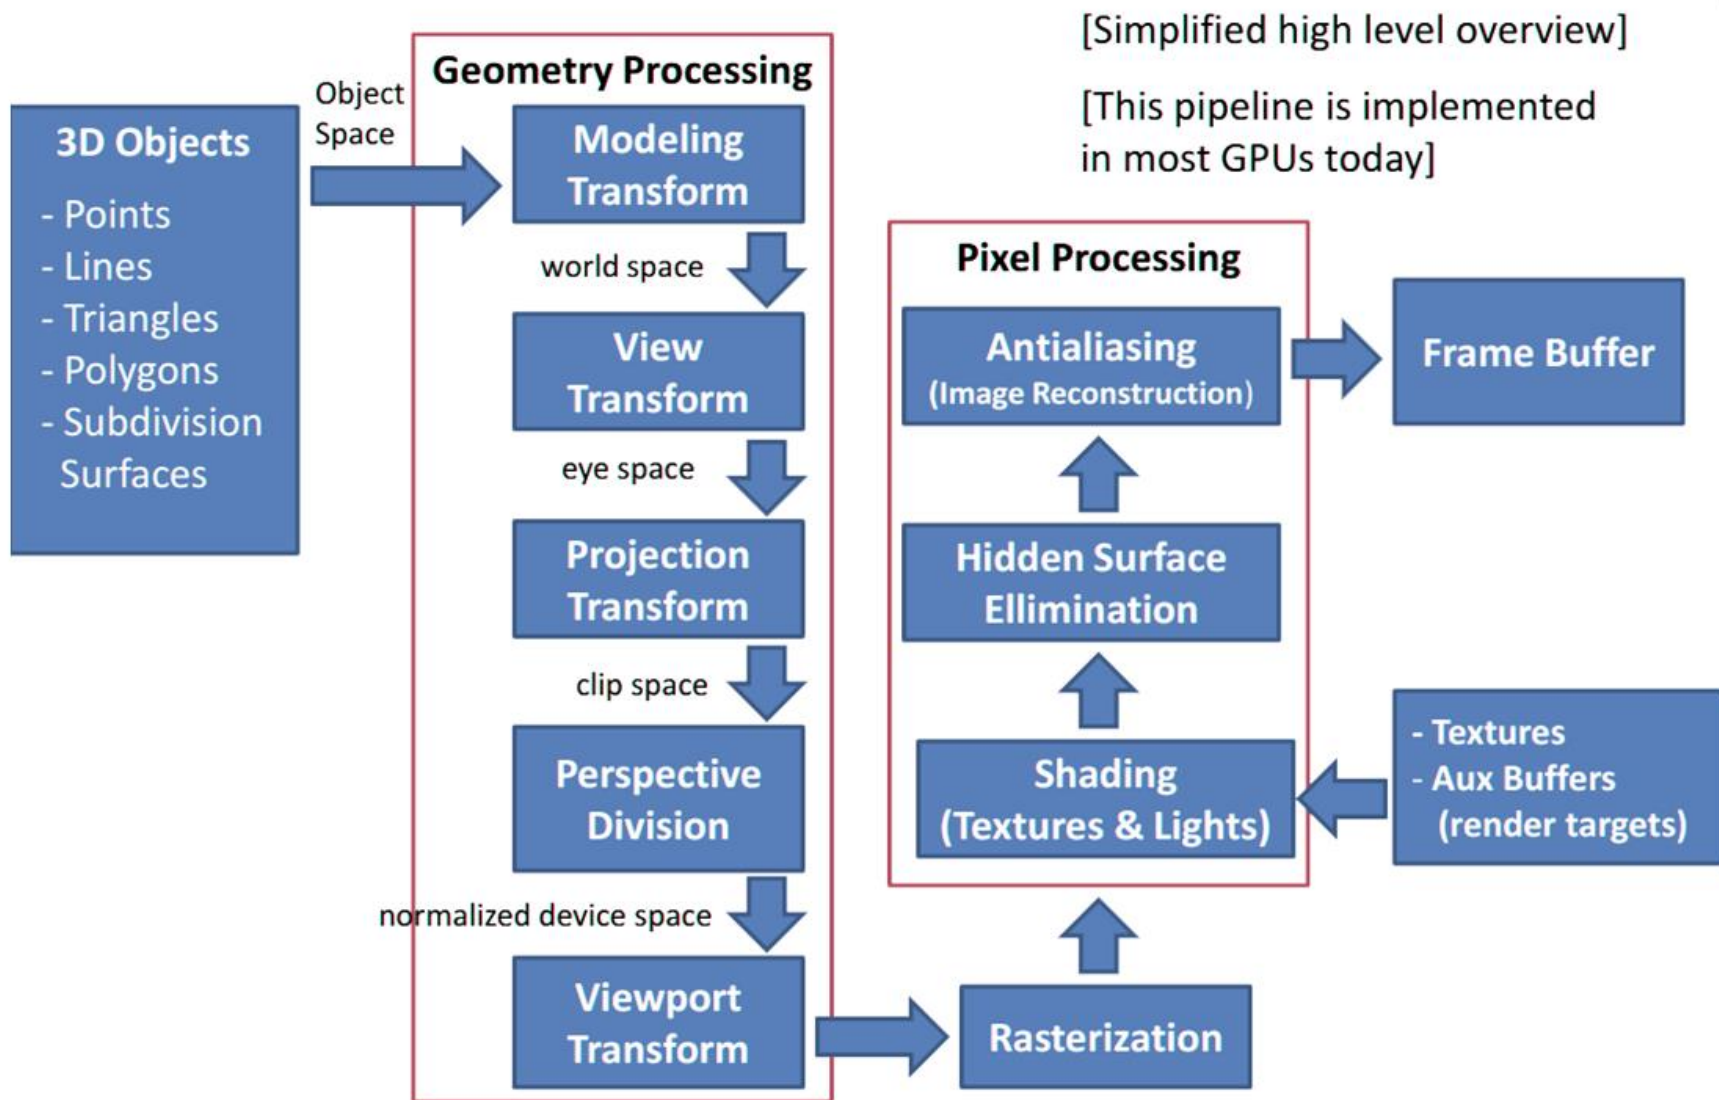 [Simplified high level overview]
[This pipeline is implemented
in most GPUs today]
3D Objects
- Points
- Lines
- Triangles
- Polygons
- Subdivision
Surfaces
Object
Space
Geometry Processing
Modeling
Transform
world space
View
Transform
eye space
Projection
Transform
clip space
Perspective
Division
normalized device space
Viewport
Transform
Rasterization
Pixel Processing
Shading
(Textures & Lights)
- Textures
- Aux Buffers
(render targets)
Hidden Surface
Ellimination
Antialiasing
(Image Reconstruction)
Frame Buffer